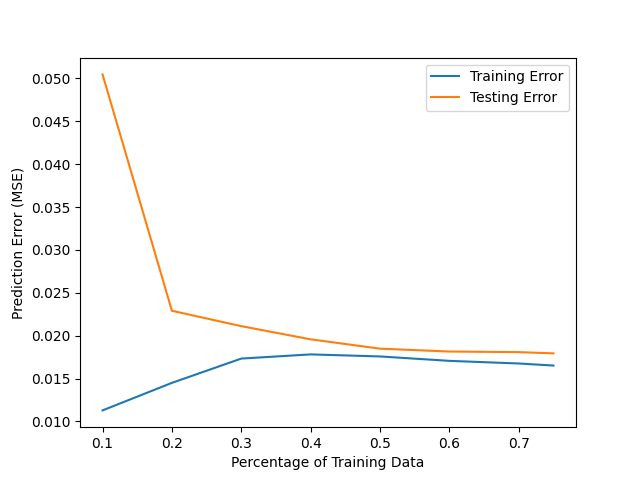 Training Error
Testing Error
0.050
0.045
0.040
0.035
0.030
0.025
0.020
0.015
0.010
Prediction Error (MSE)
0.1 0.2 0.3 0.4 0.5 0.6 0.7
Percentage of Training Data